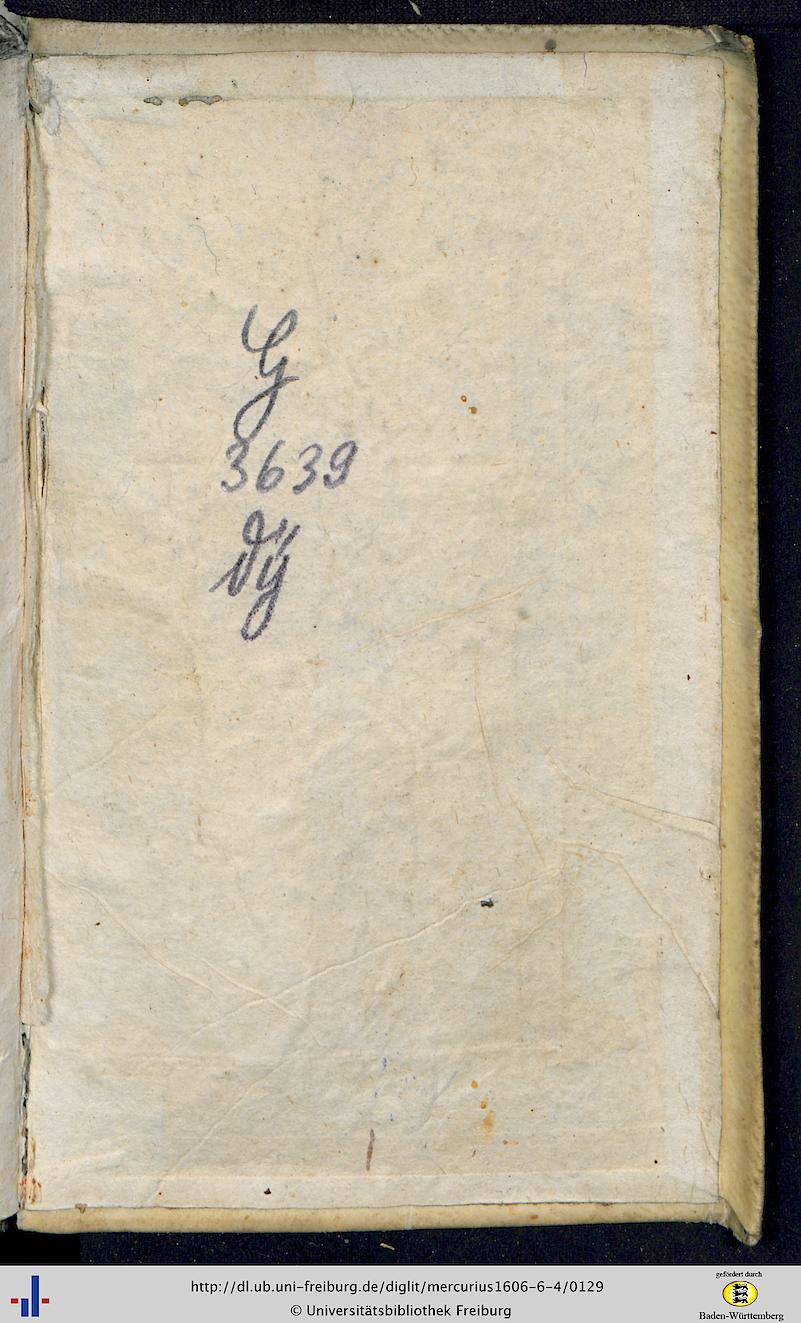 G
3639
dy
http://dl.ub.uni-freiburg.de/diglit/mercurius1606-6-4/0129
© Universitätsbibliothek Freiburg
gefördert durch
Baden-Württemberg